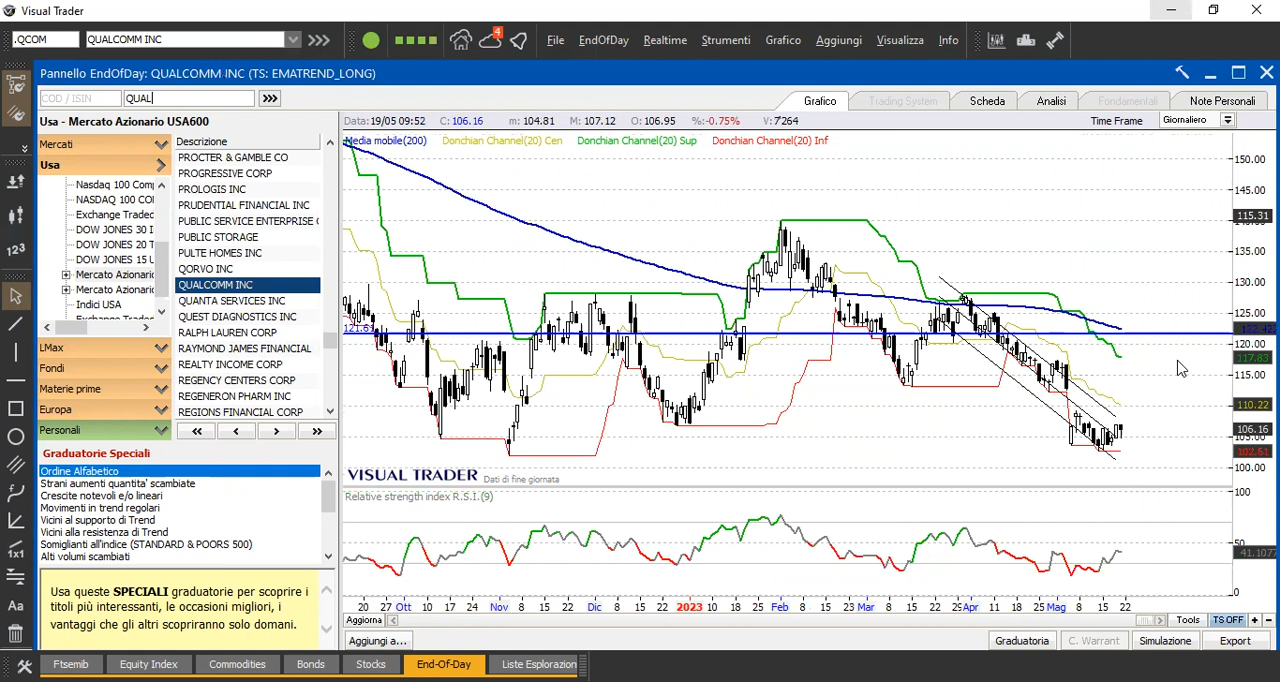 Visual Trader
.QCOM
QUALCOMM INC
4
File EndOfDay Realtime Strumenti Grafico Aggiungi Visualizza Info
Pannello EndOfDay: QUALCOMM INC (TS: EMATREND_LONG)
COD / ISIN QUAL
Grafico Trading System Scheda Analisi Fondamentali Note Personali
Usa - Mercato Azionario USA600
Data: 19/05 09:52 C: 106.16 m: 104.81 M: 107.12 O: 106.95 %: -0.75% V: 7'264 Time Frame Giornaliero
Mercati
Usa
Nasdaq 100 Comp
NASDAQ 100 CO
Exchange Traded
DOW JONES 30 I
DOW JONES 20 T
DOW JONES 15 U
Mercato Azionaric
Mercato Azionaric
Indici USA
LMax
Fondi
Materie prime
Europa
Personali
Descrizione
PROCTER & GAMBLE CO
PROGRESSIVE CORP
PROLOGIS INC
PRUDENTIAL FINANCIAL INC
PUBLIC SERVICE ENTERPRISE
PUBLIC STORAGE
PULTE HOMES INC
QORVO INC
QUALCOMM INC
QUANTA SERVICES INC
QUEST DIAGNOSTICS INC
RALPH LAUREN CORP
RAYMOND JAMES FINANCIAL
REALTY INCOME CORP
REGENCY CENTERS CORP
REGENERON PHARM INC
REGIONS FINANCIAL CORP
Graduatorie Speciali
Ordine Alfabetico
Strani aumenti quantita' scambiate
Crescite notevoli e/o lineari
Movimenti in trend regolari
Vicini al supporto di Trend
Vicini alla resistenza di Trend
Somiglianti all'indice (STANDARD & POORS 500)
Alti volumi scambiati
Usa queste SPECIALI graduatorie per scoprire i
titoli più interessanti, le occasioni migliori, i
vantaggi che gli altri scopriranno solo domani.
Media mobile(200) Donchian Channel(20) Cen Donchian Channel(20) Sup Donchian Channel(20) Inf
150.00
145.00
115.31
135.00
130.00
125.00
122.42
120.00
117.83
115.00
110.22
106.16
105.00
102.61
100.00
VISUAL TRADER Dati di fine giornata
Relative strength index R.S.I.(9)
100
50
41.1077
0
20 27 Ott 10 17 24 Nov 8 15 22 Dic 8 15 22 2023 10 18 25 Feb 8 15 23 Mar 8 15 22 25 Apr 11 18 25 Mag 8 15 22
Aggiorna Tools TS OFF + -
Aggiungi a... Graduatoria C. Warrant Simulazione Export
Ftsemib Equity Index Commodities Bonds Stocks End-Of-Day Liste Esplorazion
123
1x1
Aa